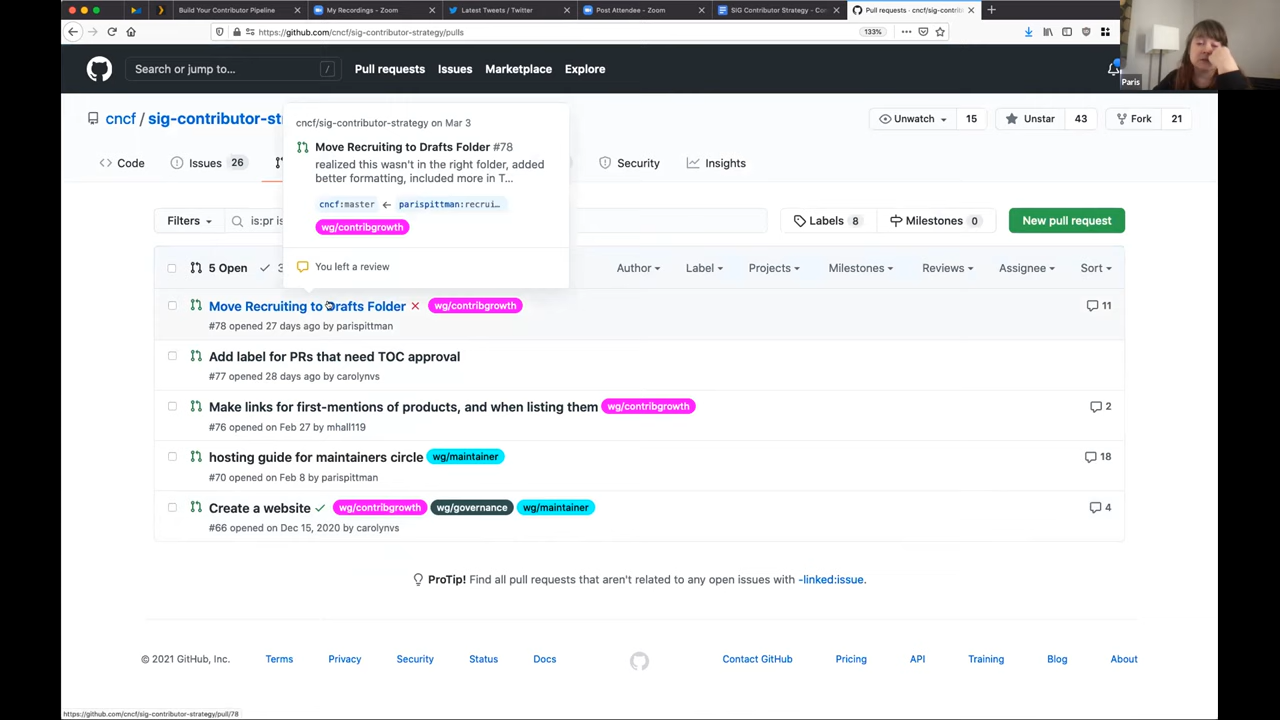 Build Your Contributor Pipeline
My Recordings - Zoom
Latest Tweets / Twitter
Post Attendee - Zoom
SIG Contributor Strategy - Con
Pull requests · cncf/sig-contrib
https://github.com/cncf/sig-contributor-strategy/pulls
133%
Paris
Search or jump to...
/
Pull requests
Issues
Marketplace
Explore
cncf / sig-contributor-st
Unwatch
15
Unstar
43
Fork
21
Code
Issues
26
Security
Insights
cncf/sig-contributor-strategy on Mar 3
Move Recruiting to Drafts Folder #78
realized this wasn't in the right folder, added
better formatting, included more in T...
cncf:master
parispittman:recrui…
wg/contribgrowth
You left a review
Filters
is:pr is
Labels
8
Milestones
0
New pull request
5 Open
3
Author
Label
Projects
Milestones
Reviews
Assignee
Sort
Move Recruiting to Drafts Folder
wg/contribgrowth
11
#78 opened 27 days ago by parispittman
Add label for PRs that need TOC approval
#77 opened 28 days ago by carolynvs
Make links for first-mentions of products, and when listing them
wg/contribgrowth
2
#76 opened on Feb 27 by mhall119
hosting guide for maintainers circle
wg/maintainer
18
#70 opened on Feb 8 by parispittman
Create a website
wg/contribgrowth
wg/governance
wg/maintainer
4
#66 opened on Dec 15, 2020 by carolynvs
ProTip! Find all pull requests that aren't related to any open issues with -linked:issue.
© 2021 GitHub, Inc.
Terms
Privacy
Security
Status
Docs
Contact GitHub
Pricing
API
Training
Blog
About
https://github.com/cncf/sig-contributor-strategy/pull/78